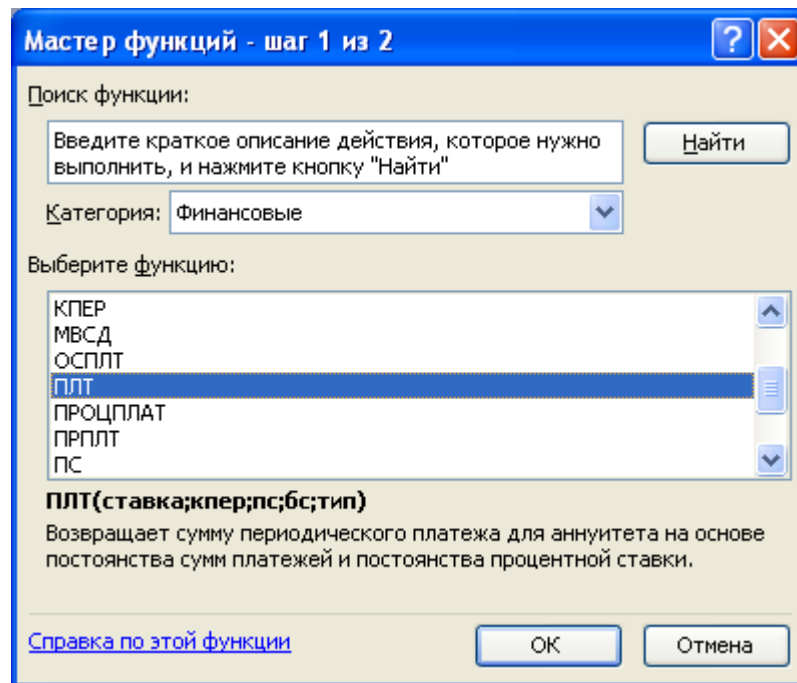 Мастер функций - шаг 1 из 2
Поиск функции:
Введите краткое описание действия, которое нужно
выполнить, и нажмите кнопку "Найти"
Найти
Категория: Финансовые
Выберите функцию:
КПЕР
МВСД
ОСПЛТ
ПЛТ
ПРОЦПЛАТ
ПРПЛТ
ПС
ПЛТ(ставка;кпер;пс;бс;тип)
Возвращает сумму периодического платежа для аннуитета на основе
постоянства сумм платежей и постоянства процентной ставки.
Справка по этой функции
ОК
Отмена